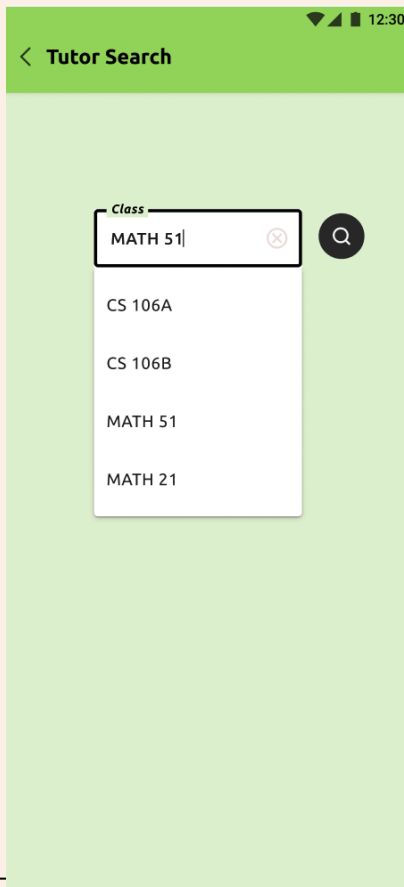 12:30
Tutor Search
Class
MATH 51
CS 106A
CS 106B
MATH 51
MATH 21